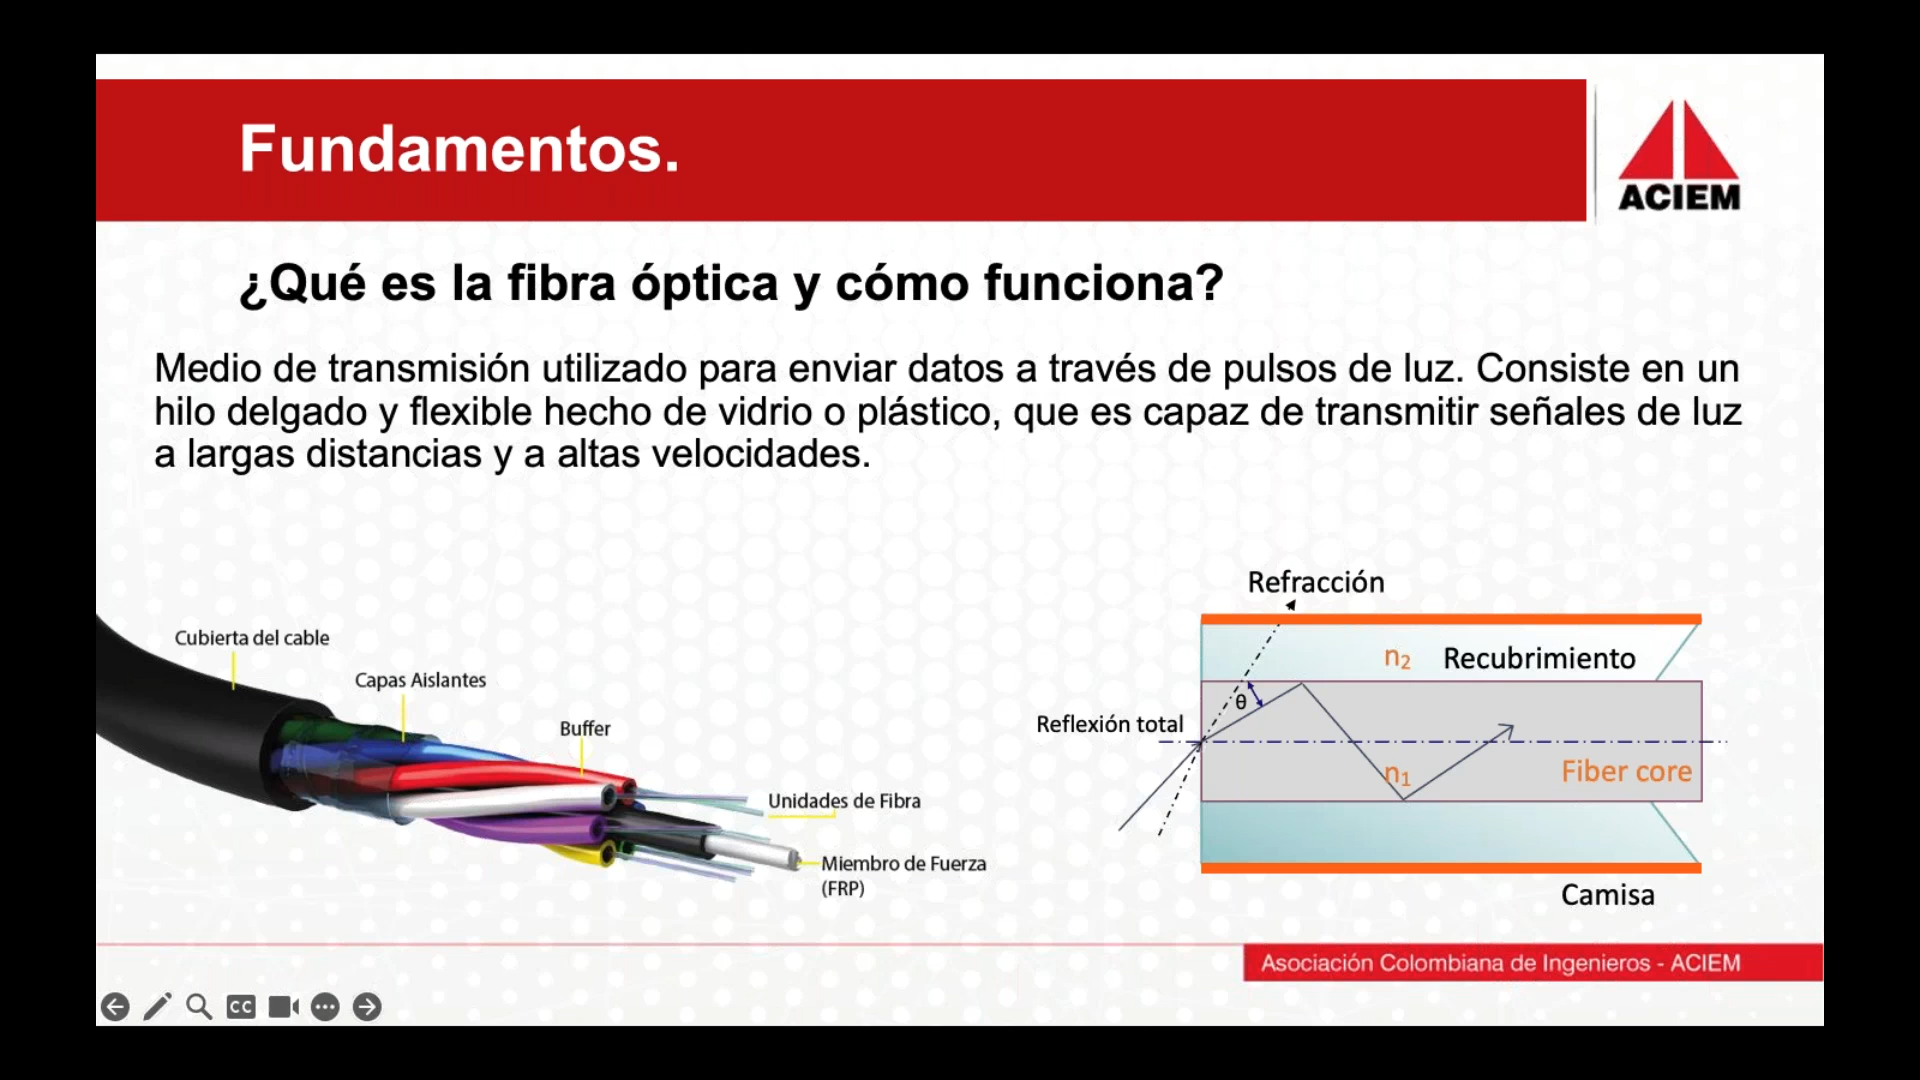 Fundamentos.
ACIEM
¿Qué es la fibra óptica y cómo funciona?
Medio de transmisión utilizado para enviar datos a través de pulsos de luz. Consiste en un
hilo delgado y flexible hecho de vidrio o plástico, que es capaz de transmitir señales de luz
a largas distancias y a altas velocidades.
Cubierta del cable
Capas Aislantes
Buffer
Unidades de Fibra
Miembro de Fuerza
(FRP)
Refracción
n₂ Recubrimiento
θ
Reflexión total
n₁
Fiber core
Camisa
Asociación Colombiana de Ingenieros - ACIEM
CC